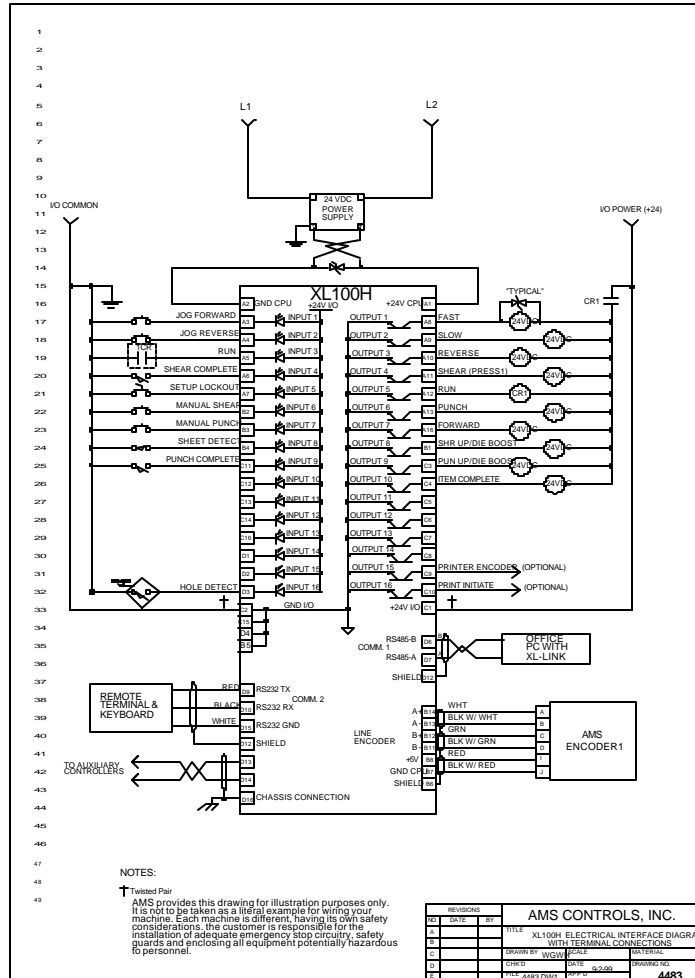 1
2
3
4
5
L1
L2
6
7
8
9
10
24 VDC
POWER
SUPPLY
11
I/O COMMON
I/O POWER (+24)
12
13
14
15
XL100H
16
A2
GND CPU
+24V I/O
+24V CPU
A1
"TYPICAL"
CR1
17
JOG FORWARD
A3
INPUT 1
OUTPUT 1
A8
FAST
24VDC
18
JOG REVERSE
A4
INPUT 2
OUTPUT 2
A9
SLOW
24VDC
19
1CR
RUN
A5
INPUT 3
OUTPUT 3
A10
REVERSE
24VDC
20
SHEAR COMPLETE
A6
INPUT 4
OUTPUT 4
A11
SHEAR (PRESS1)
24VDC
21
SETUP LOCKOUT
A7
INPUT 5
OUTPUT 5
A12
RUN
CR1
22
MANUAL SHEAR
B2
INPUT 6
OUTPUT 6
A13
PUNCH
24VDC
23
MANUAL PUNCH
B3
INPUT 7
OUTPUT 7
A16
FORWARD
24VDC
24
SHEET DETECT
B4
INPUT 8
OUTPUT 8
B1
SHR UP/DIE BOOST
24VDC
25
PUNCH COMPLETE
C11
INPUT 9
OUTPUT 9
C3
PUN UP/DIE BOOST
24VDC
26
C12
INPUT 10
OUTPUT 10
C4
ITEM COMPLETE
24VDC
27
C13
INPUT 11
OUTPUT 11
C5
28
C14
INPUT 12
OUTPUT 12
C6
29
C16
INPUT 13
OUTPUT 13
C7
30
D1
INPUT 14
OUTPUT 14
C8
31
D2
INPUT 15
OUTPUT 15
C9
PRINTER ENCODER
(OPTIONAL)
32
HOLE DETECT
D3
INPUT 16
OUTPUT 16
C10
PRINT INITIATE
(OPTIONAL)
33
C2
GND I/O
+24V I/O
C1
34
C15
D4
35
B5
RS485-B
COMM. 1
D6
B
OFFICE
PC WITH
XL-LINK
36
RS485-A
D7
A
37
SHIELD
D12
38
REMOTE
TERMINAL &
KEYBOARD
RED
D9
RS232 TX
COMM. 2
39
BLACK
D10
RS232 RX
WHITE
D15
RS232 GND
40
D12
SHIELD
LINE
ENCODER
A+
B14
WHT
A
A-
B13
BLK W/ WHT
B
B+
B12
GRN
C
B-
B11
BLK W/ GRN
D
+5V
B8
RED
I
GND CPU
B7
BLK W/ RED
J
SHIELD
B6
AMS
ENCODER1
41
TO AUXILIARY
CONTROLLERS
D13
42
D14
43
D16
CHASSIS CONNECTION
44
45
46
47
48
49
NOTES:
Twisted Pair
AMS provides this drawing for illustration purposes only.
It is not to be taken as a literal example for wiring your
machine. Each machine is different, having its own safety
considerations. the customer is responsible for the
installation of adequate emergency stop circuitry, safety
guards and enclosing all equipment potentially hazardous
to personnel.
REVISIONS
NO. DATE BY
A
B
C
D
E
AMS CONTROLS, INC.
TITLE
XL100H ELECTRICAL INTERFACE DIAGRA
WITH TERMINAL CONNECTIONS
DRAWN BY WGW
SCALE
MATERIAL
CHK'D
DATE 9-2-99
DRAWING NO.
FILE 4483.DW1
APP'D
4483